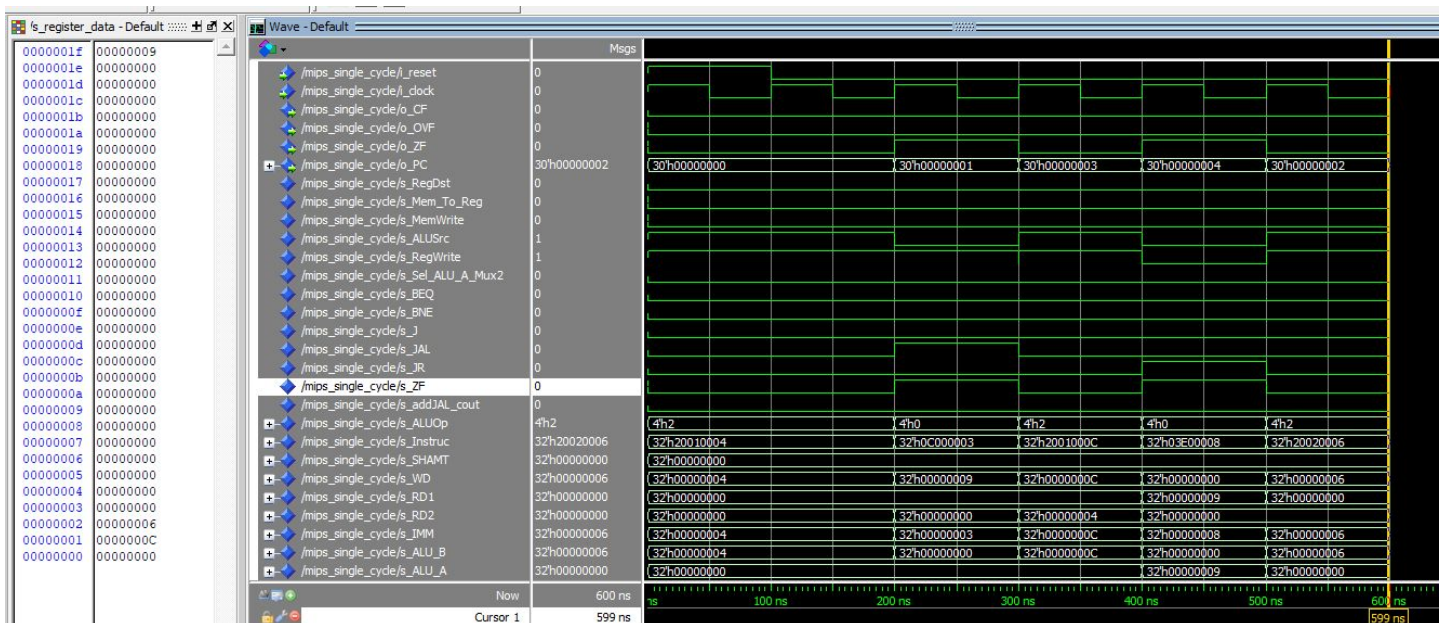 /s_register_data - Default
0000001f 00000009
0000001e 00000000
0000001d 00000000
0000001c 00000000
0000001b 00000000
0000001a 00000000
00000019 00000000
00000018 00000000
00000017 00000000
00000016 00000000
00000015 00000000
00000014 00000000
00000013 00000000
00000012 00000000
00000011 00000000
00000010 00000000
0000000f 00000000
0000000e 00000000
0000000d 00000000
0000000c 00000000
0000000b 00000000
0000000a 00000000
00000009 00000000
00000008 00000000
00000007 00000000
00000006 00000000
00000005 00000000
00000004 00000000
00000003 00000000
00000002 00000006
00000001 0000000C
00000000 00000000
Wave - Default
Msgs
/mips_single_cycle/i_reset 0
/mips_single_cycle/i_clock 0
/mips_single_cycle/o_CF 0
/mips_single_cycle/o_OVF 0
/mips_single_cycle/o_ZF 0
/mips_single_cycle/o_PC 30'h00000002 30'h00000000 30'h00000001 30'h00000003 30'h00000004 30'h00000002
/mips_single_cycle/s_RegDst 0
/mips_single_cycle/s_Mem_To_Reg 0
/mips_single_cycle/s_MemWrite 0
/mips_single_cycle/s_ALUSrc 1
/mips_single_cycle/s_RegWrite 1
/mips_single_cycle/s_Sel_ALU_A_Mux2 0
/mips_single_cycle/s_BEQ 0
/mips_single_cycle/s_BNE 0
/mips_single_cycle/s_J 0
/mips_single_cycle/s_JAL 0
/mips_single_cycle/s_JR 0
/mips_single_cycle/s_ZF 0
/mips_single_cycle/s_addJAL_cout 0
/mips_single_cycle/s_ALUOp 4'h2 4'h2 4'h0 4'h2 4'h0 4'h2
/mips_single_cycle/s_Instruc 32'h20020006 32'h20010004 32'h0C000003 32'h2001000C 32'h03E00008 32'h20020006
/mips_single_cycle/s_SHAMT 32'h00000000 32'h00000000
/mips_single_cycle/s_WD 32'h00000006 32'h00000004 32'h00000009 32'h0000000C 32'h00000000 32'h00000006
/mips_single_cycle/s_RD1 32'h00000000 32'h00000000 32'h00000009 32'h00000000
/mips_single_cycle/s_RD2 32'h00000000 32'h00000000 32'h00000000 32'h00000004 32'h00000000
/mips_single_cycle/s_IMM 32'h00000006 32'h00000004 32'h00000003 32'h0000000C 32'h00000008 32'h00000006
/mips_single_cycle/s_ALU_B 32'h00000006 32'h00000004 32'h00000000 32'h0000000C 32'h00000000 32'h00000006
/mips_single_cycle/s_ALU_A 32'h00000000 32'h00000000 32'h00000009 32'h00000000
Now 600 ns ns 100 ns 200 ns 300 ns 400 ns 500 ns 600 ns
Cursor 1 599 ns 599 ns